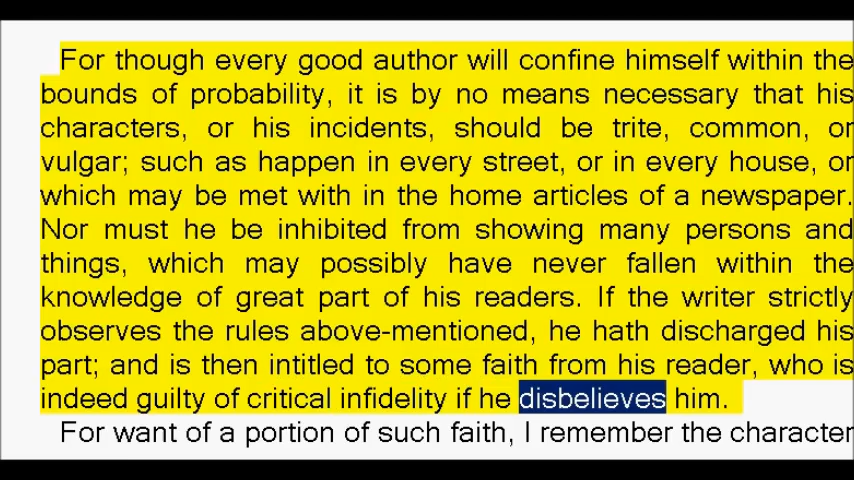 For though every good author will confine himself within the
bounds of probability, it is by no means necessary that his
characters, or his incidents, should be trite, common, or
vulgar; such as happen in every street, or in every house, or
which may be met with in the home articles of a newspaper.
Nor must he be inhibited from showing many persons and
things, which may possibly have never fallen within the
knowledge of great part of his readers. If the writer strictly
observes the rules above-mentioned, he hath discharged his
part; and is then intitled to some faith from his reader, who is
indeed guilty of critical infidelity if he disbelieves him.
For want of a portion of such faith, I remember the character